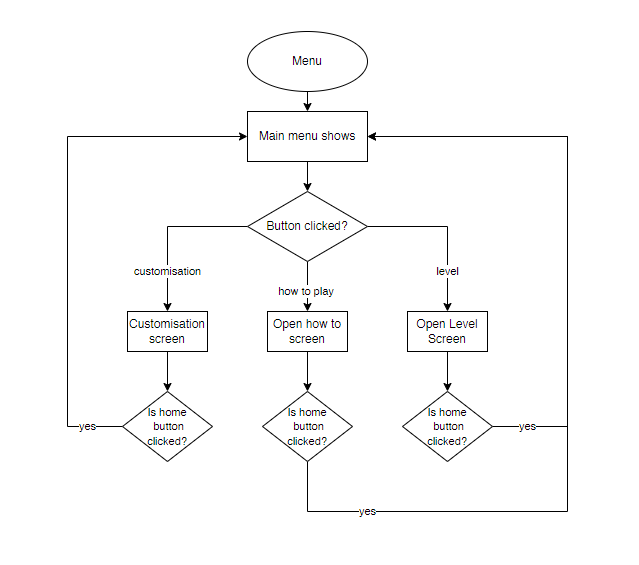 Menu
Main menu shows
Button clicked?
customisation
level
how to play
Customisation
screen
Open how to
screen
Open Level
Screen
Is home
button
clicked?
Is home
button
clicked?
Is home
button
clicked?
yes
yes
yes